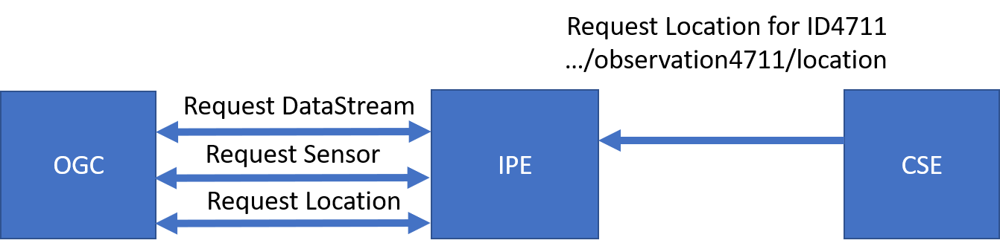 Request Location for ID4711
.../observation4711/location
Request DataStream
Request Sensor
Request Location
OGC
IPE
CSE